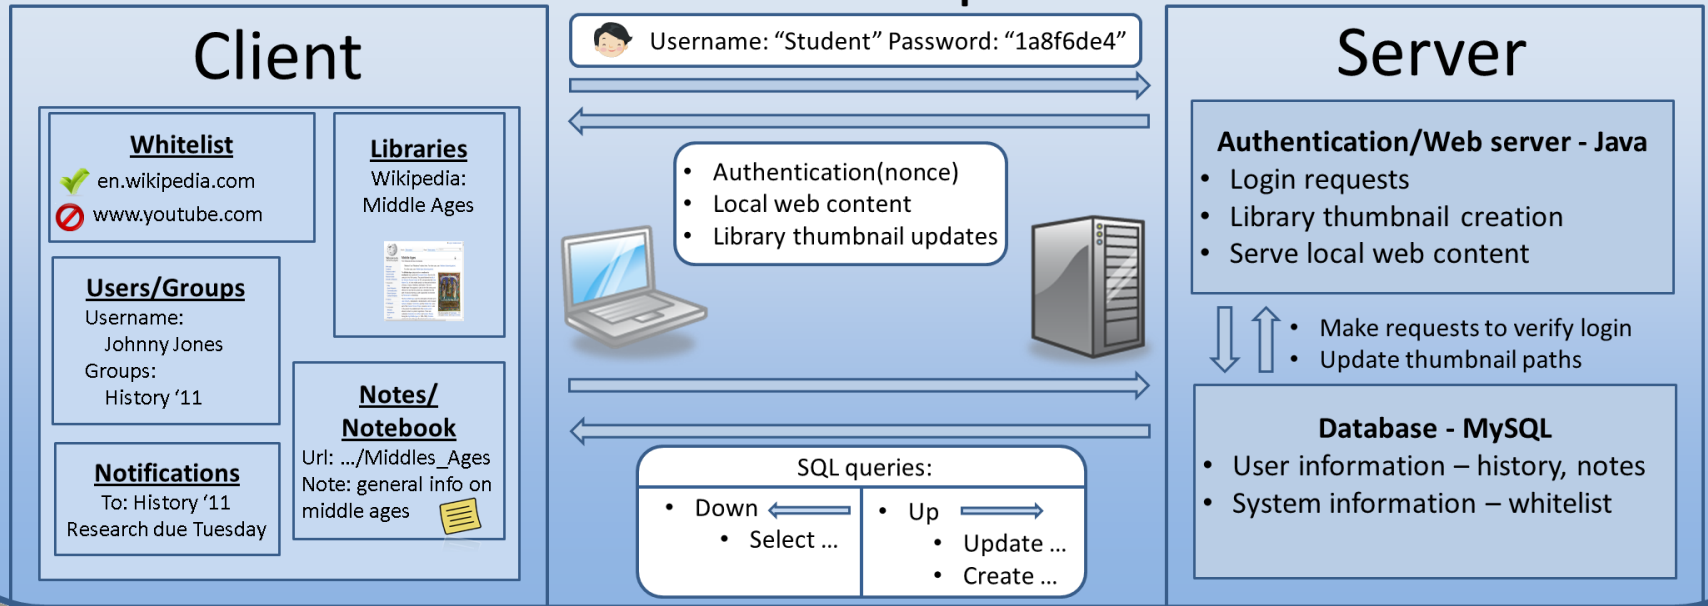 Client
Whitelist
en.wikipedia.com
www.youtube.com
Libraries
Wikipedia:
Middle Ages
Users/Groups
Username:
Johnny Jones
Groups:
History ‘11
Notes/
Notebook
Url: .../Middles_Ages
Note: general info on
middle ages
Notifications
To: History ‘11
Research due Tuesday
Username: “Student” Password: “1a8f6de4”
• Authentication(nonce)
• Local web content
• Library thumbnail updates
SQL queries:
• Down
• Select ...
• Up
• Update ...
• Create ...
Server
Authentication/Web server - Java
• Login requests
• Library thumbnail creation
• Serve local web content
• Make requests to verify login
• Update thumbnail paths
Database - MySQL
• User information – history, notes
• System information – whitelist